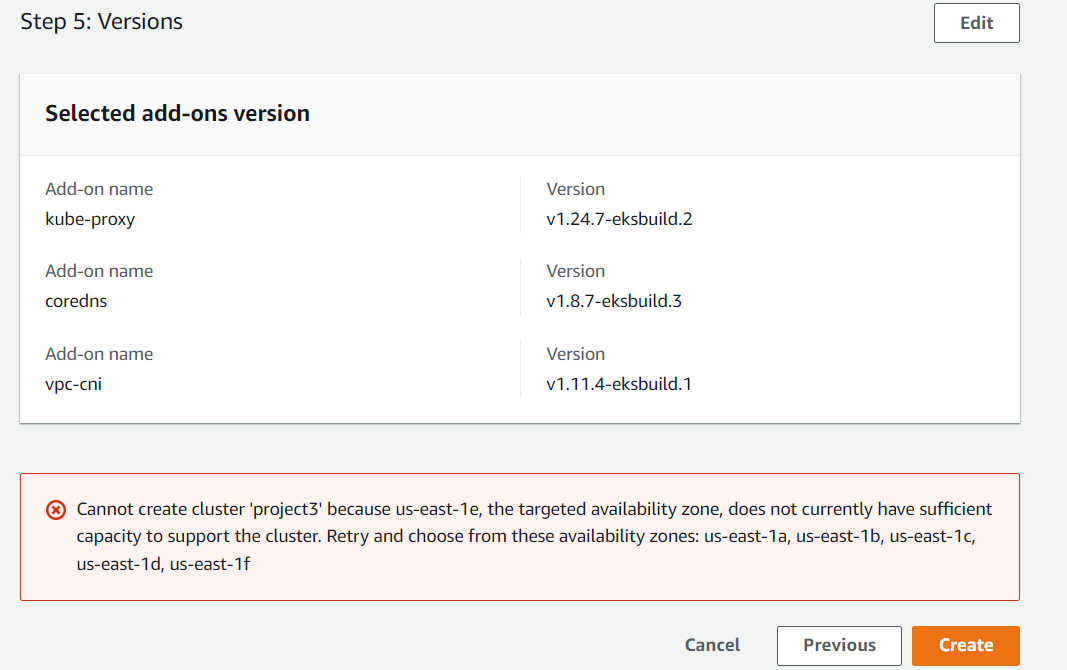 Step 5: Versions
Edit
Selected add-ons version
Add-on name
Version
kube-proxy
v1.24.7-eksbuild.2
Add-on name
Version
coredns
v1.8.7-eksbuild.3
Add-on name
Version
vpc-cni
v1.11.4-eksbuild.1
Cannot create cluster 'project3' because us-east-1e, the targeted availability zone, does not currently have sufficient
capacity to support the cluster. Retry and choose from these availability zones: us-east-1a, us-east-1b, us-east-1c,
us-east-1d, us-east-1f
Cancel
Previous
Create